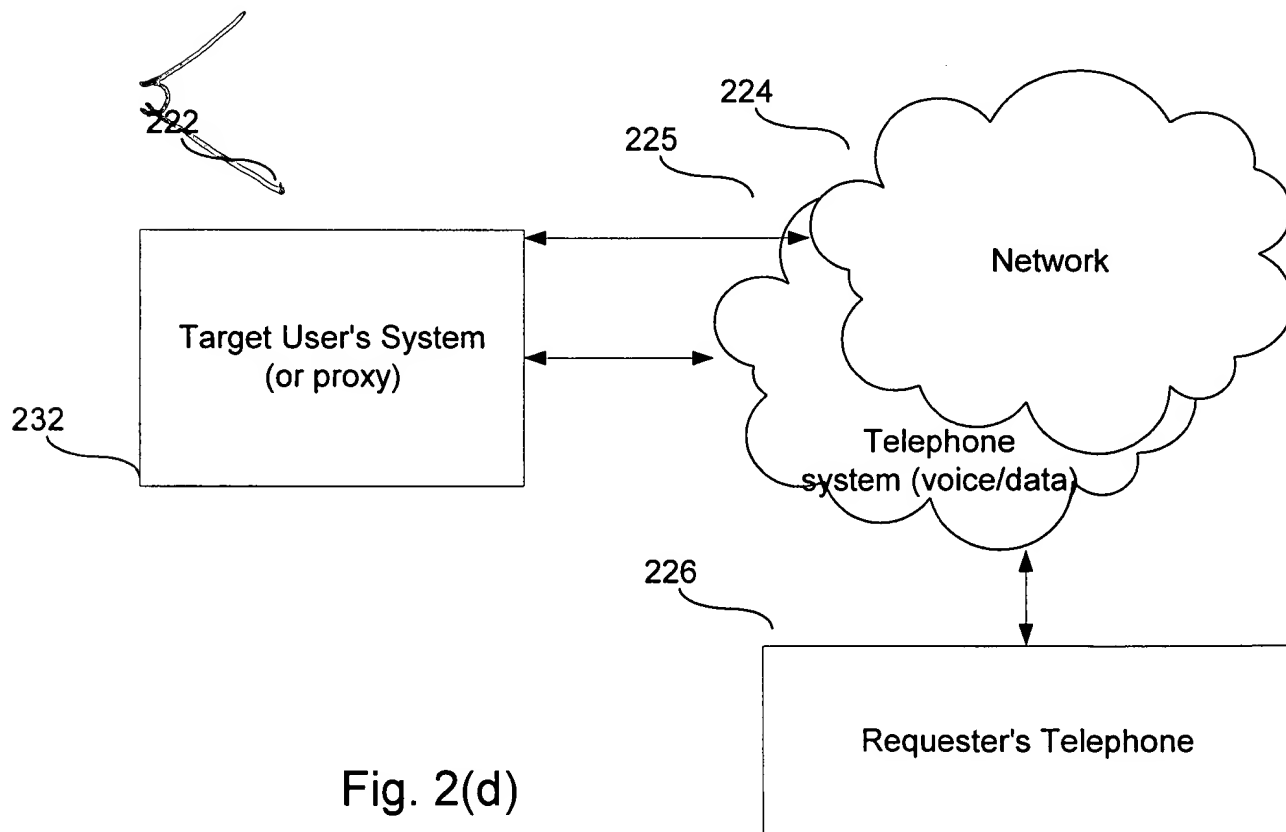 222
224
225
Network
Target User's System
(or proxy)
232
Telephone
system (voice/data)
226
Requester's Telephone
Fig. 2(d)